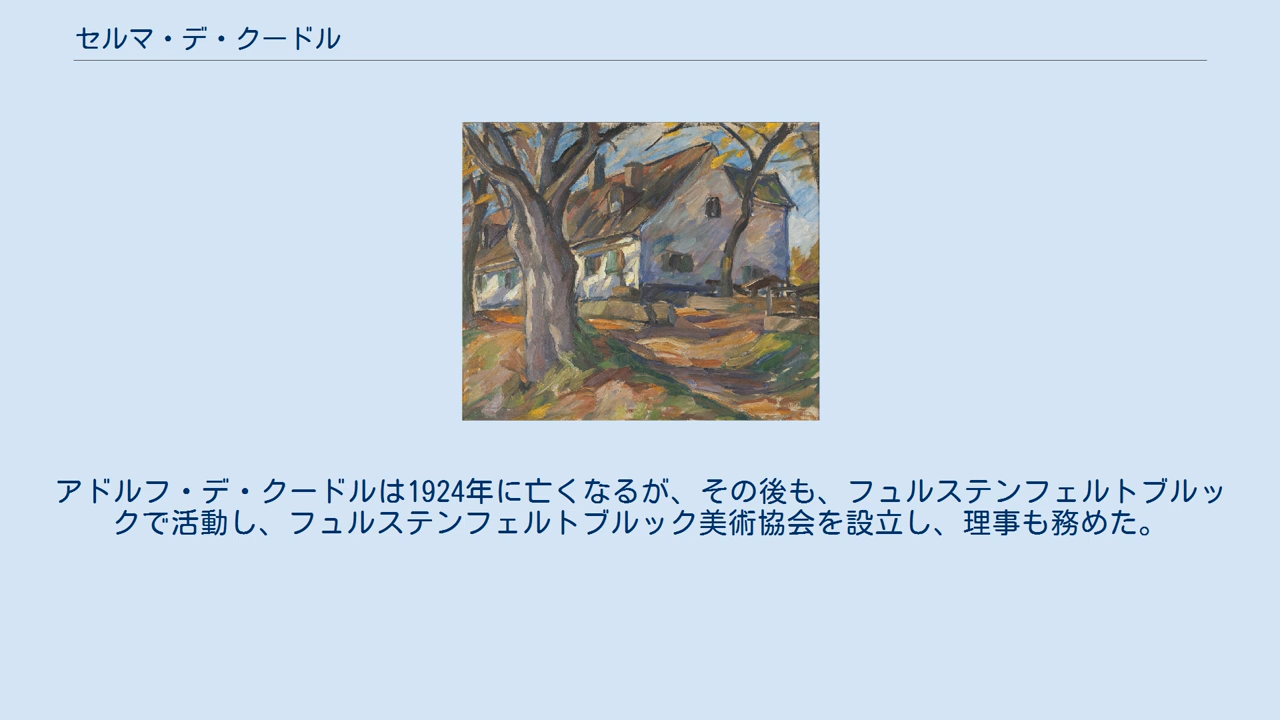 セルマ・デ・クードル
アドルフ・デ・クードルは1924年に亡くなるが、その後も、フュルステンフェルトブルッ
クで活動し、フュルステンフェルトブルック美術協会を設立し、理事も務めた。